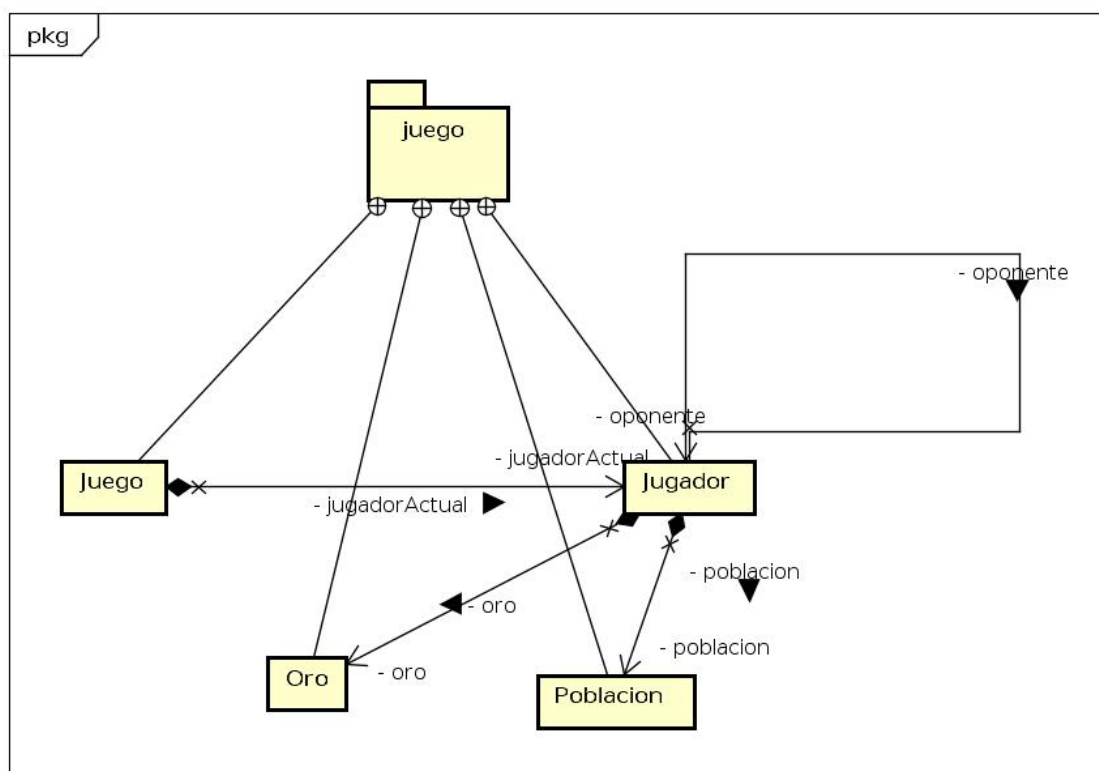 pkg
juego
- oponente
- oponente
- jugadorActual
Juego
Jugador
- jugadorActual
- poblacion
- oro
- poblacion
Oro
- oro
Poblacion